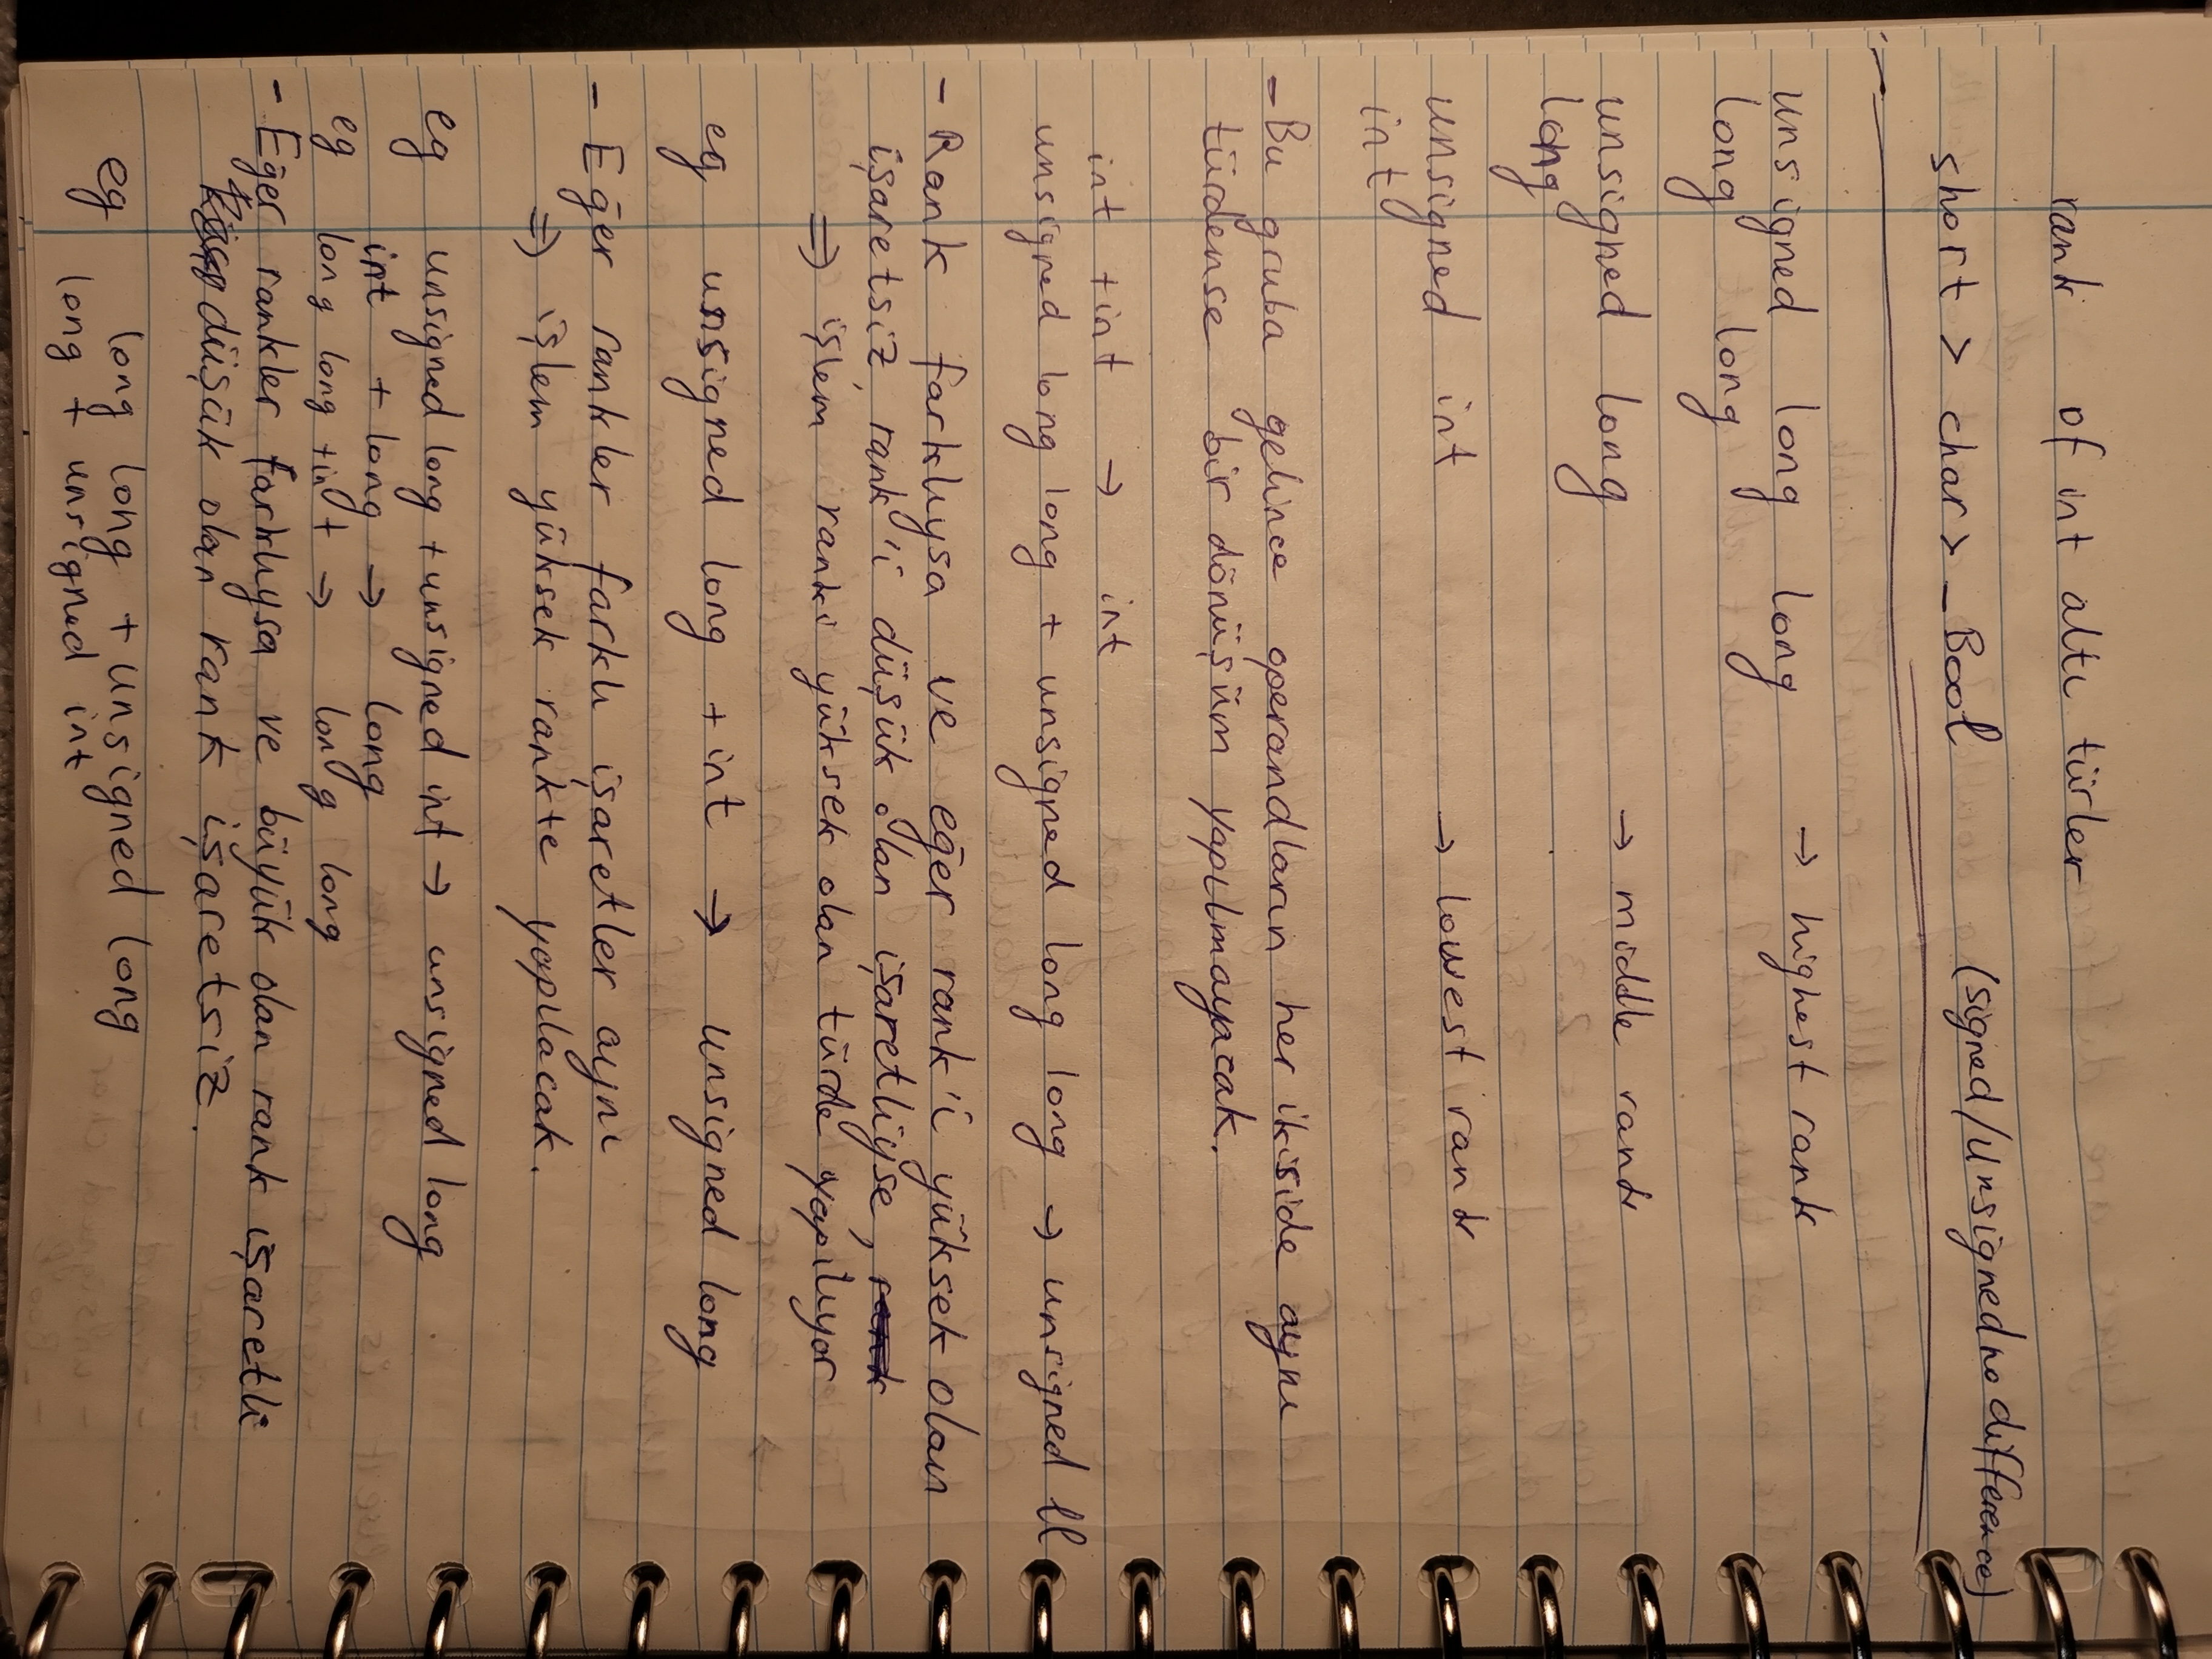 rank of int altı türler
short > char > _Bool (signed/unsigned no difference)
unsigned long long → highest rank
long long
unsigned long → middle rank
long
unsigned int → lowest rank
int
- Bu gruba gelince operandların her ikiside aynı
türdense bir dönüşüm yapılmayacak.
int + int → int
unsigned long long + unsigned long long → unsigned ll
- Rank farklıysa ve eğer rank'i yüksek olan
işaretsiz, rank'i düşük olan işaretliyse, rank
⇒ işlem ranki yüksek olan türde yapılıyor
eg unsigned long + int → unsigned long
- Eğer rankler farklı işaretler aynı
⇒ işlem yüksek rankte yapılacak.
eg unsigned long + unsigned int → unsigned long
int + long → long
eg long long + int → long long
- Eğer rankler farklıysa ve büyük olan rank işaretli
düşük olan rank işaretsiz.
eg long long + unsigned long
long + unsigned int